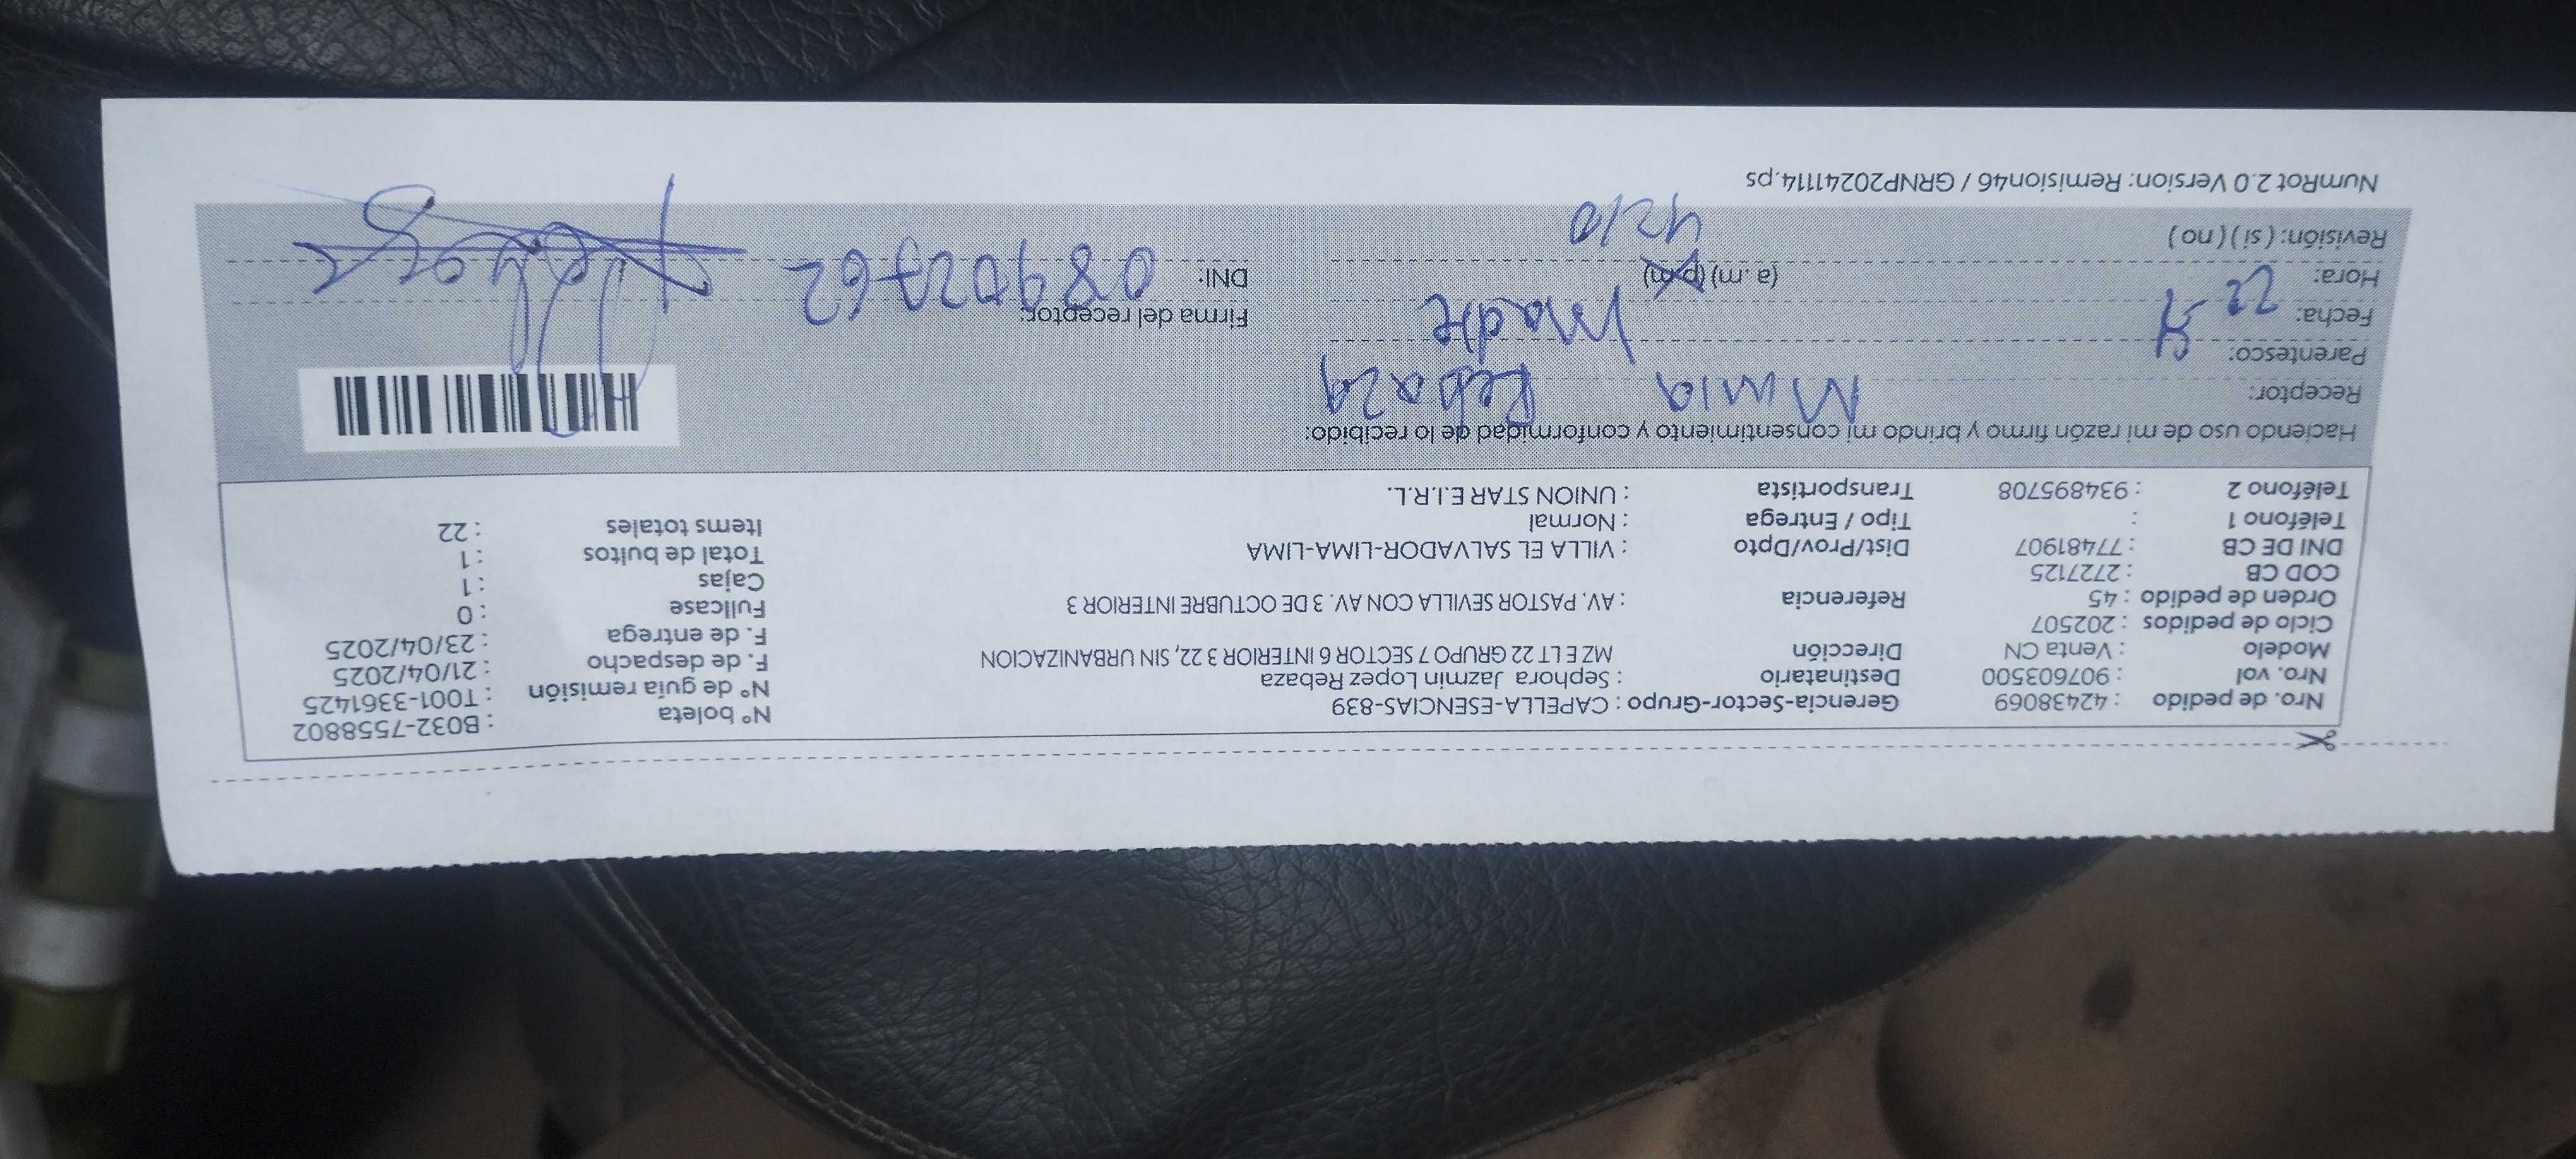 Nro. de pedido : 42438069 Gerencia-Sector-Grupo : CAPELLA-ESENCIAS-839 N° boleta : B032-7558802
Nro. vol : 907603500 Destinatario : Sephora Jazmin Lopez Rebaza N° de guía remisión : T001-3361425
Modelo : Venta CN Dirección MZ E LT 22 GRUPO 7 SECTOR 6 INTERIOR 3 22, SIN URBANIZACION F. de despacho : 21/04/2025
Ciclo de pedidos : 202507 F. de entrega : 23/04/2025
Orden de pedido : 45 Referencia : AV. PASTOR SEVILLA CON AV. 3 DE OCTUBRE INTERIOR 3 Fullcase : 0
COD CB : 2727125 Cajas : 1
DNI DE CB : 77481907 Dist/Prov/Dpto : VILLA EL SALVADOR-LIMA-LIMA Total de bultos : 1
Teléfono 1 : Tipo / Entrega : Normal Items totales : 22
Teléfono 2 : 934895708 Transportista : UNION STAR E.I.R.L.
Haciendo uso de mi razón firmo y brindo mi consentimiento y conformidad de lo recibido:
Receptor: Maria Rebaza
Parentesco: Madre
Fecha: 22-4 Firma del receptor:
Hora: (a.m) (p.m) DNI: 08902762
4210
Revisión: ( si ) ( no )
NumRot 2.0 Version: Remision46 / GRNP20241114.ps